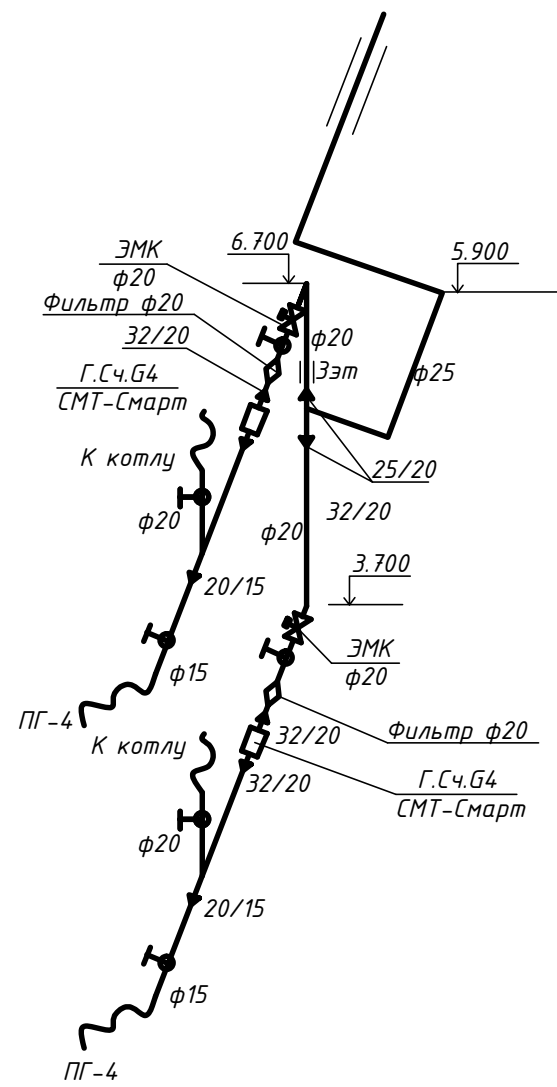 6.700
5.900
ЭМК
ф20
Фильтр ф20
32/20
Г.Сч.G4
СМТ-Смарт
ф20
3эт
ф25
К котлу
25/20
ф20
32/20
ф20
20/15
3.700
ЭМК
ф20
ф15
ПГ-4
К котлу
32/20
Фильтр ф20
32/20
Г.Сч.G4
СМТ-Смарт
ф20
20/15
ф15
ПГ-4